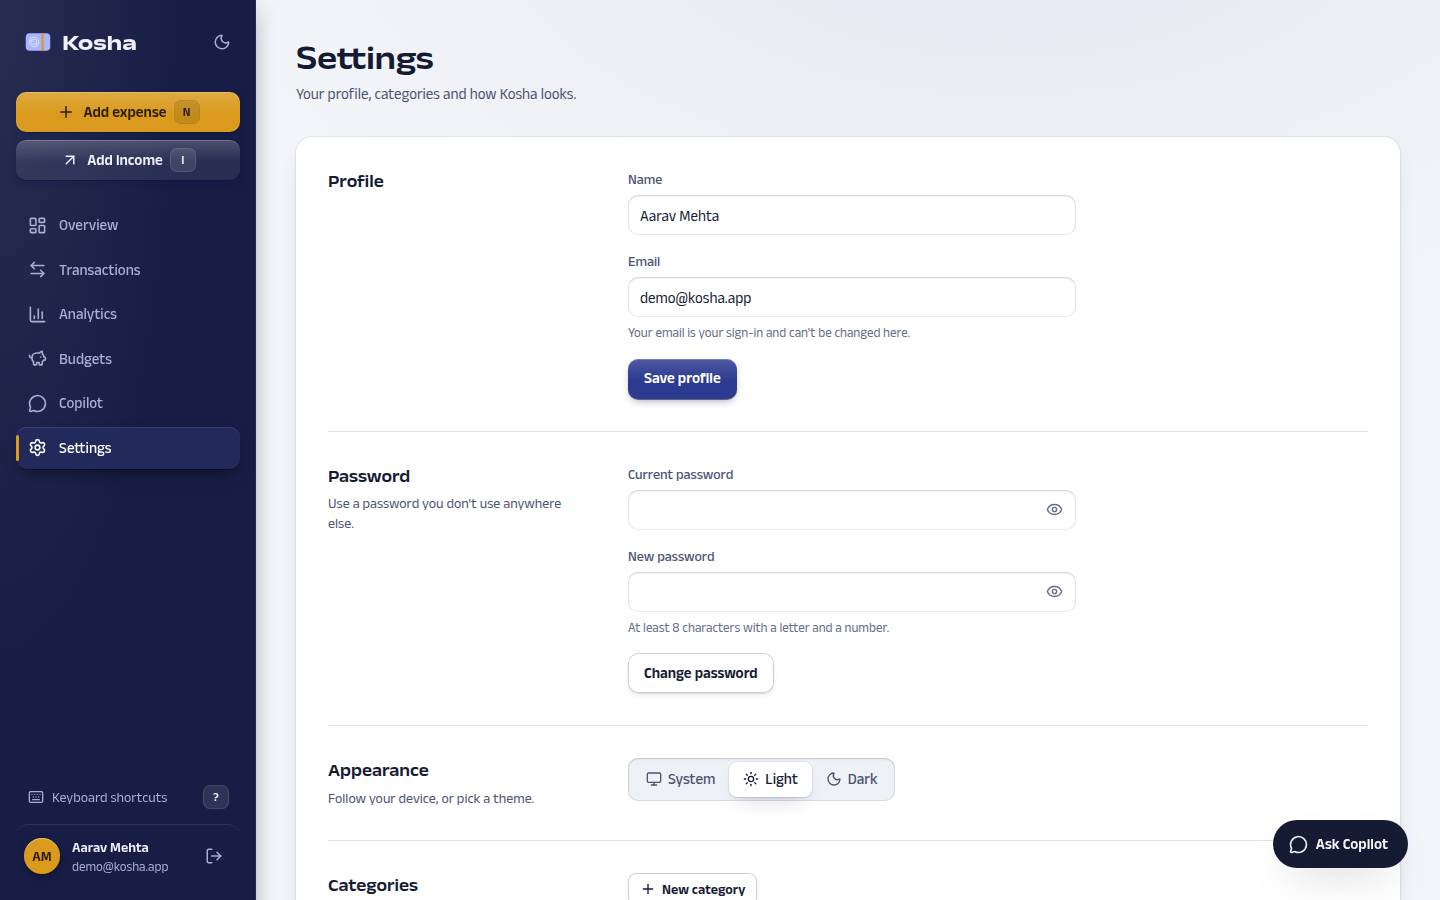 Kosha
Add expense N
Add income I
Overview
Transactions
Analytics
Budgets
Copilot
Settings
Keyboard shortcuts ?
AM
Aarav Mehta
demo@kosha.app
Settings
Your profile, categories and how Kosha looks.
Profile
Name
Aarav Mehta
Email
demo@kosha.app
Your email is your sign-in and can't be changed here.
Save profile
Password
Use a password you don't use anywhere
else.
Current password
New password
At least 8 characters with a letter and a number.
Change password
Appearance
Follow your device, or pick a theme.
System Light Dark
Categories
New category
Ask Copilot